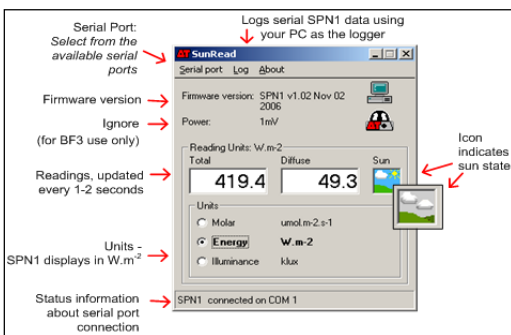 Serial Port:
Select from the
available serial
ports
Logs serial SPN1 data using
your PC as the logger
SunRead
Serial port Log About
Firmware version
Firmware version: SPN1 v1.02 Nov 02
2006
Ignore
(for BF3 use only)
Power: 1mV
Reading Units: W.m-2
Total Diffuse Sun
419.4 49.3
Readings, updated
every 1-2 seconds
Icon
indicates
sun state
Units
Molar umol.m-2.s-1
Energy W.m-2
Illuminance klux
Units -
SPN1 displays in W.m-2
Status information
about serial port
connection
SPN1 connected on COM 1